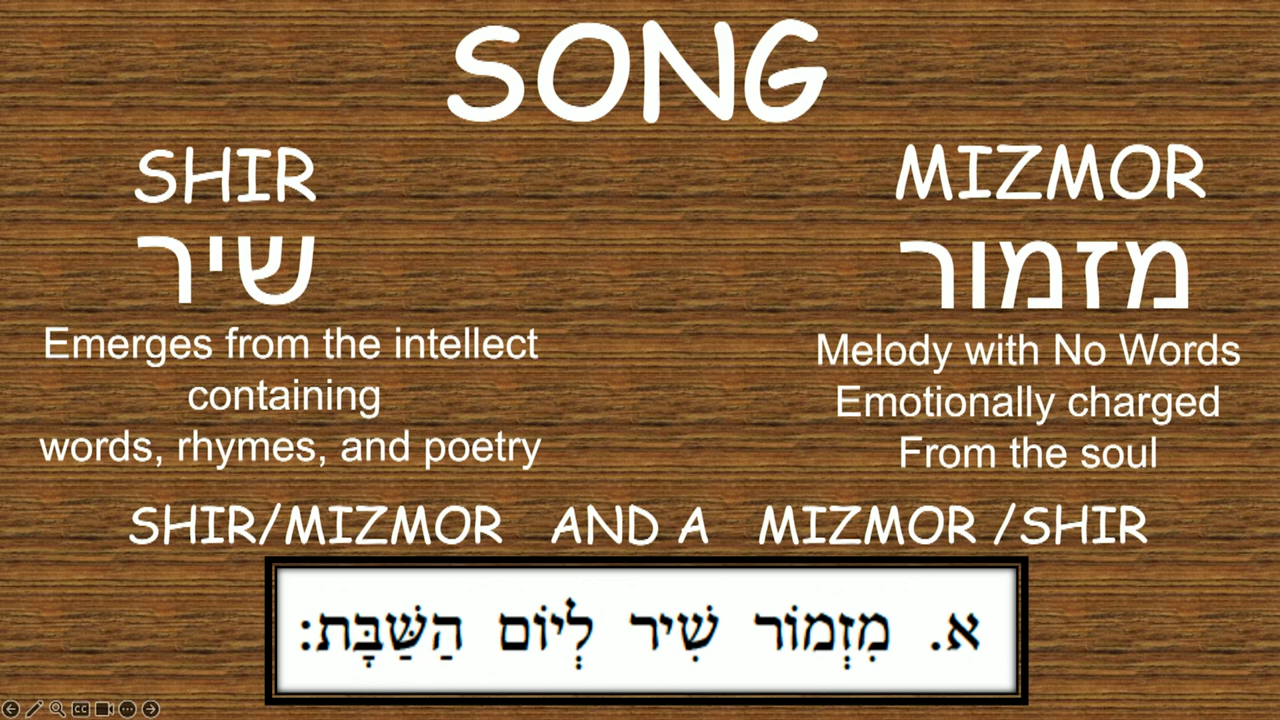 SONG
SHIR
שיר
Emerges from the intellect
containing
words, rhymes, and poetry
MIZMOR
מזמור
Melody with No Words
Emotionally charged
From the soul
SHIR/MIZMOR AND A MIZMOR /SHIR
א. מִזְמוֹר שִׁיר לְיוֹם הַשַּׁבָּת:
CC